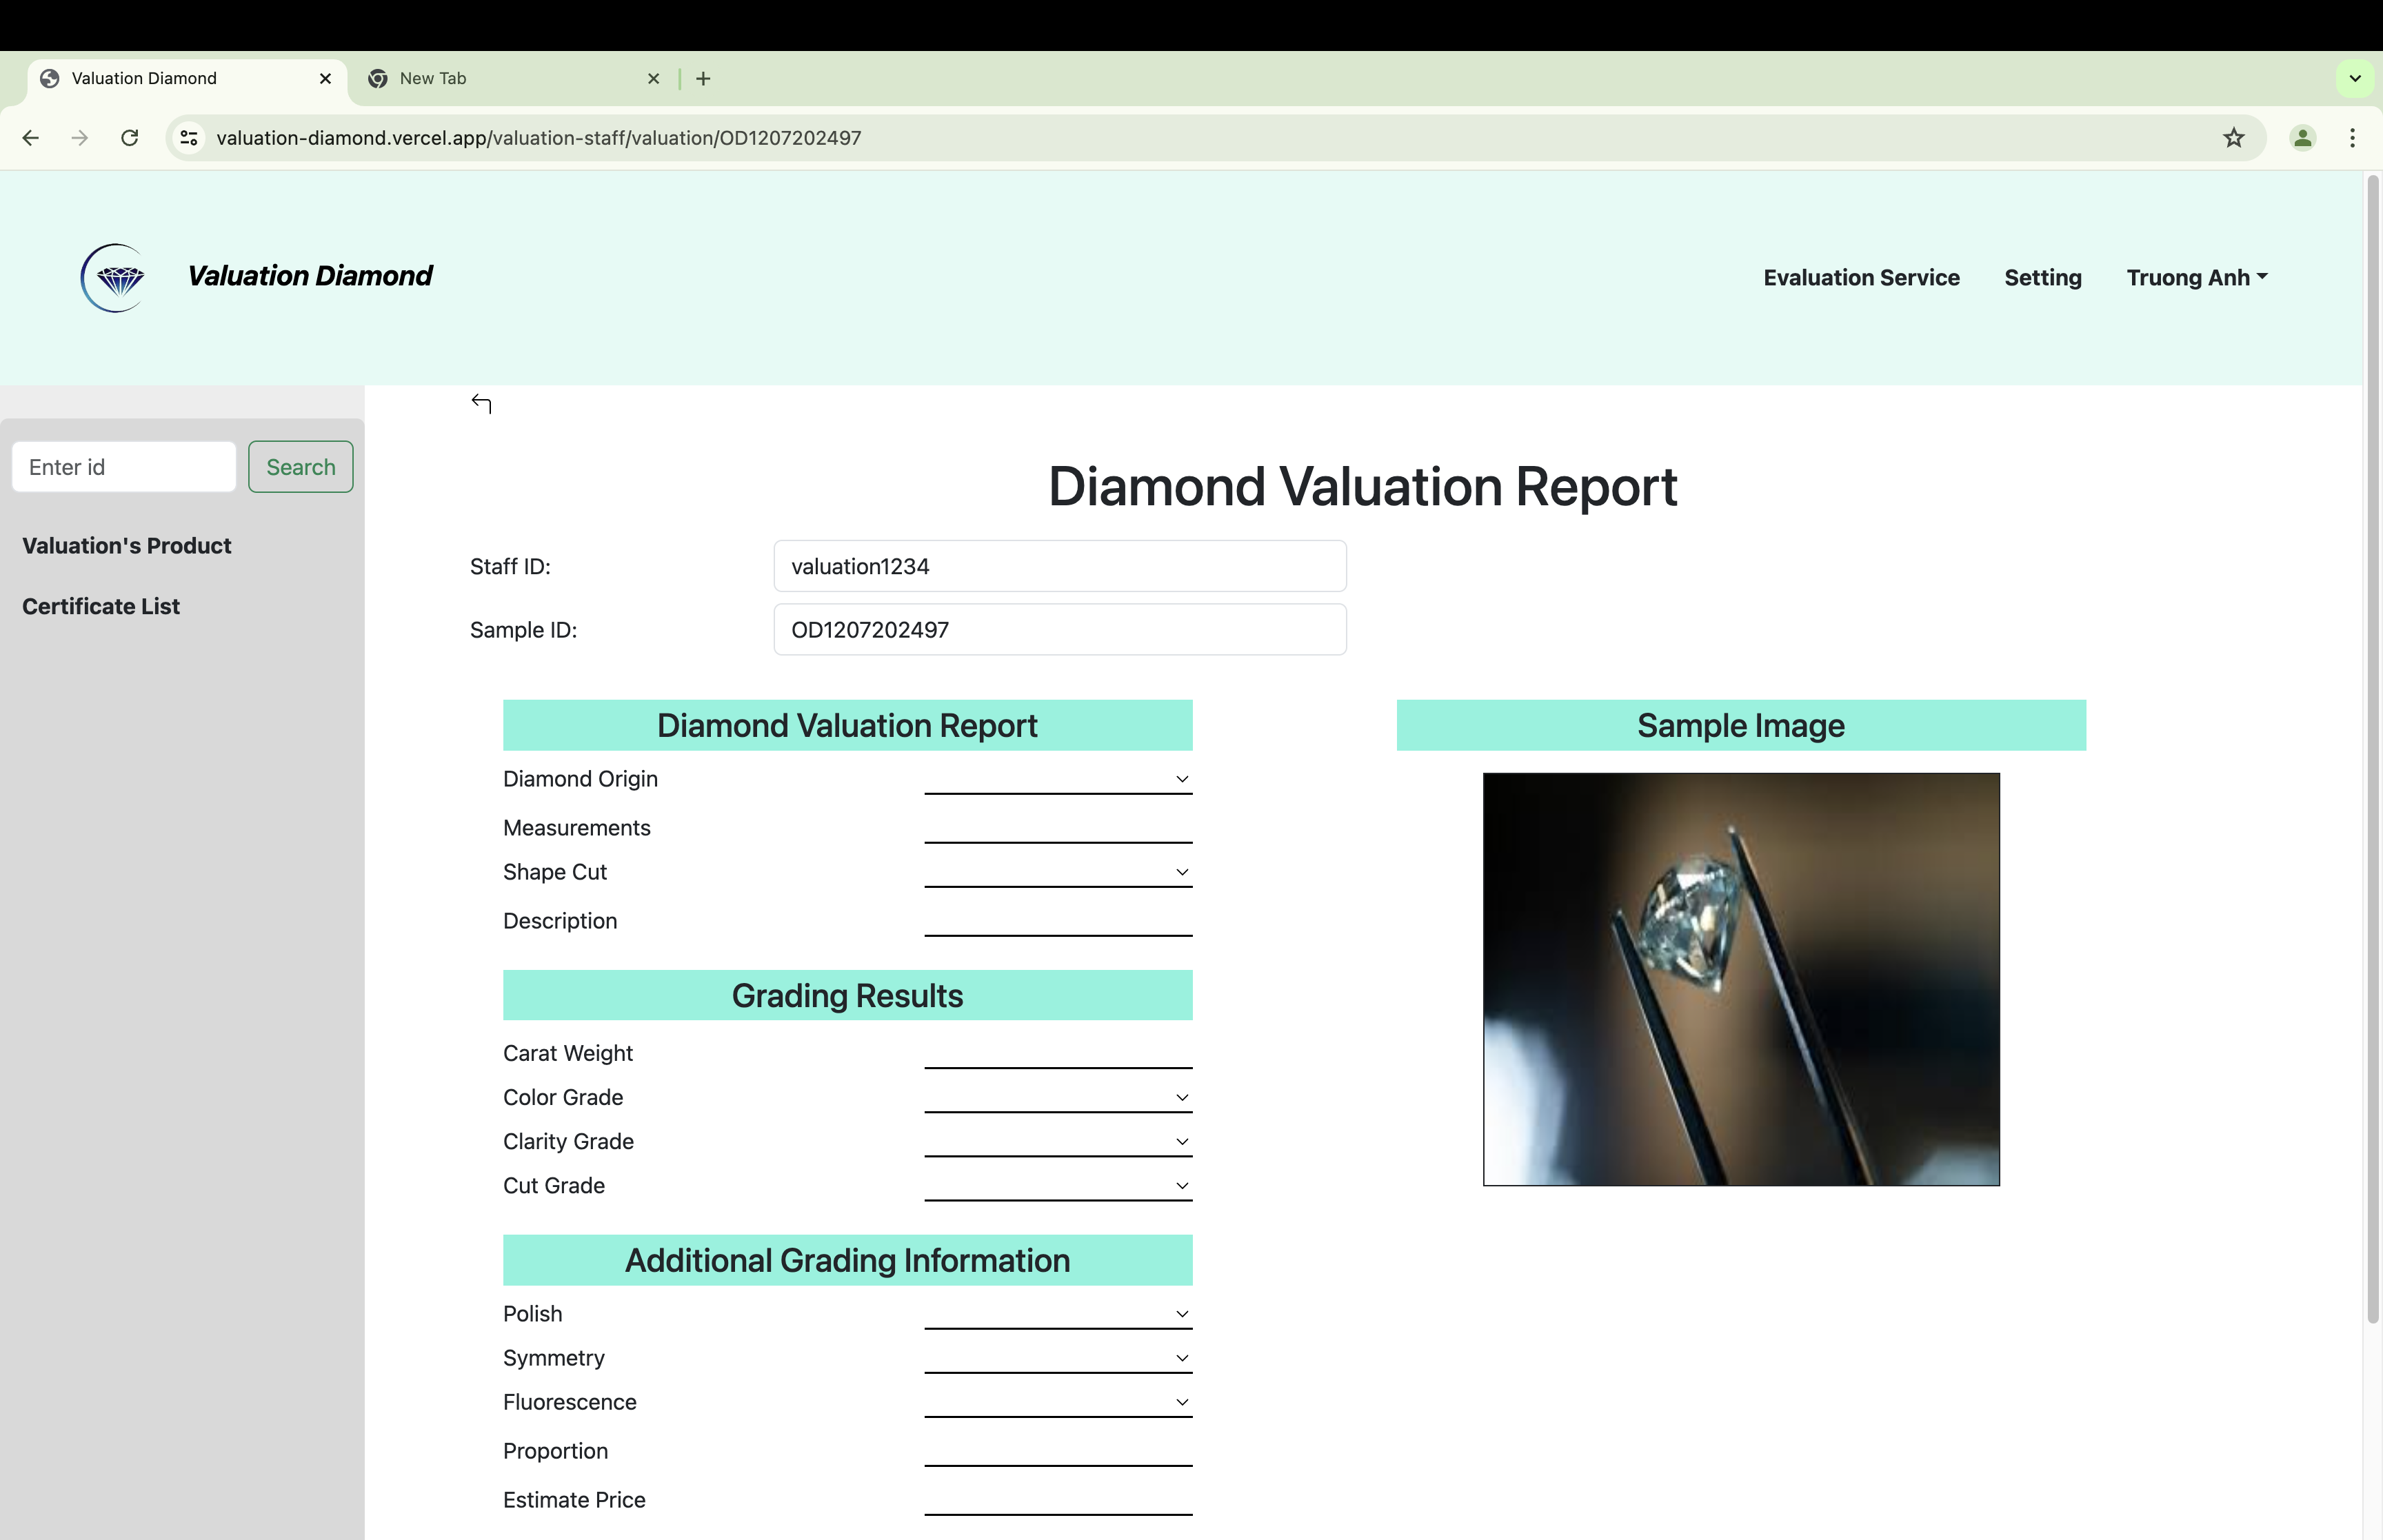 Valuation Diamond
New Tab
valuation-diamond.vercel.app/valuation-staff/valuation/OD1207202497
Valuation Diamond
Evaluation Service
Setting
Truong Anh
Enter id
Search
Valuation's Product
Certificate List
Diamond Valuation Report
Staff ID:
valuation1234
Sample ID:
OD1207202497
Diamond Valuation Report
Diamond Origin
Measurements
Shape Cut
Description
Grading Results
Carat Weight
Color Grade
Clarity Grade
Cut Grade
Additional Grading Information
Polish
Symmetry
Fluorescence
Proportion
Estimate Price
Sample Image